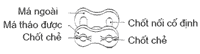 Má ngoài
Má tháo được
Chốt chẻ
Chốt nối cố định
Chốt chẻ